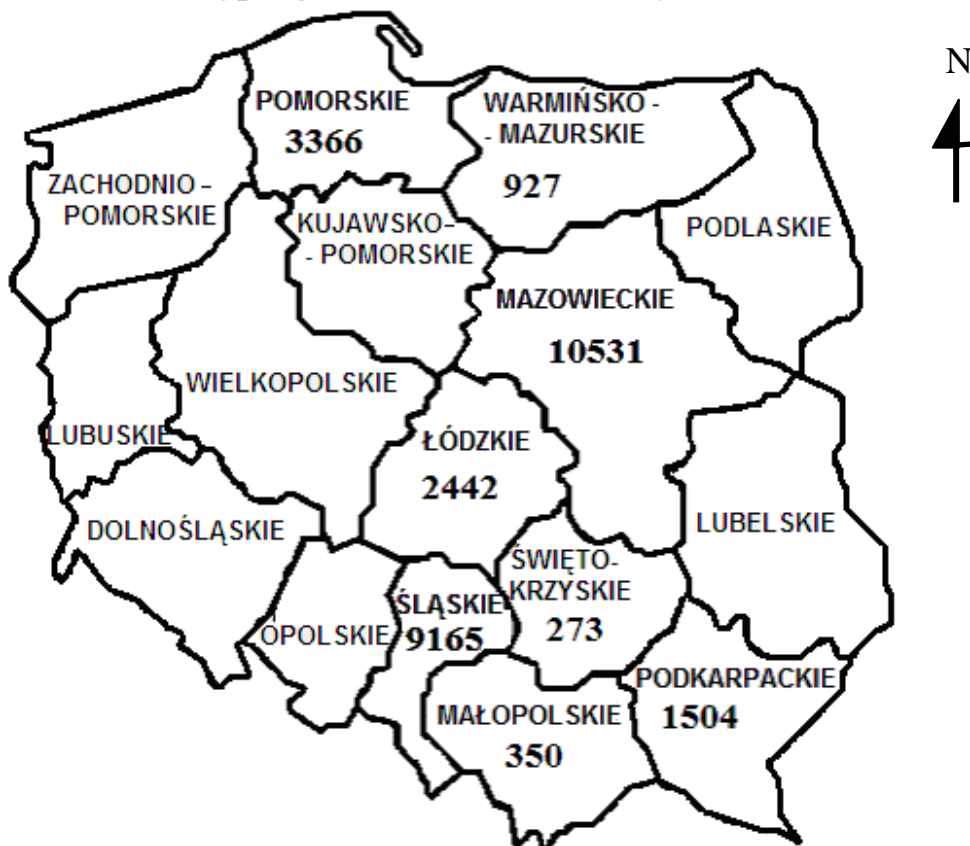 N
POMORSKIE
3366
WARMIŃSKO -
- MAZURSKIE
927
ZACHODNIO –
POMORSKIE
KUJAWSKO–
- POMORSKIE
PODLASKIE
MAZOWIECKIE
10531
WIELKOPOLSKIE
LUBUSKIE
ŁÓDZKIE
2442
DOLNOŚLĄSKIE
LUBELSKIE
ŚWIĘTO-
KRZYSKIE
273
ŚLĄSKIE
9165
OPOLSKIE
PODKARPACKIE
1504
MAŁOPOLSKIE
350